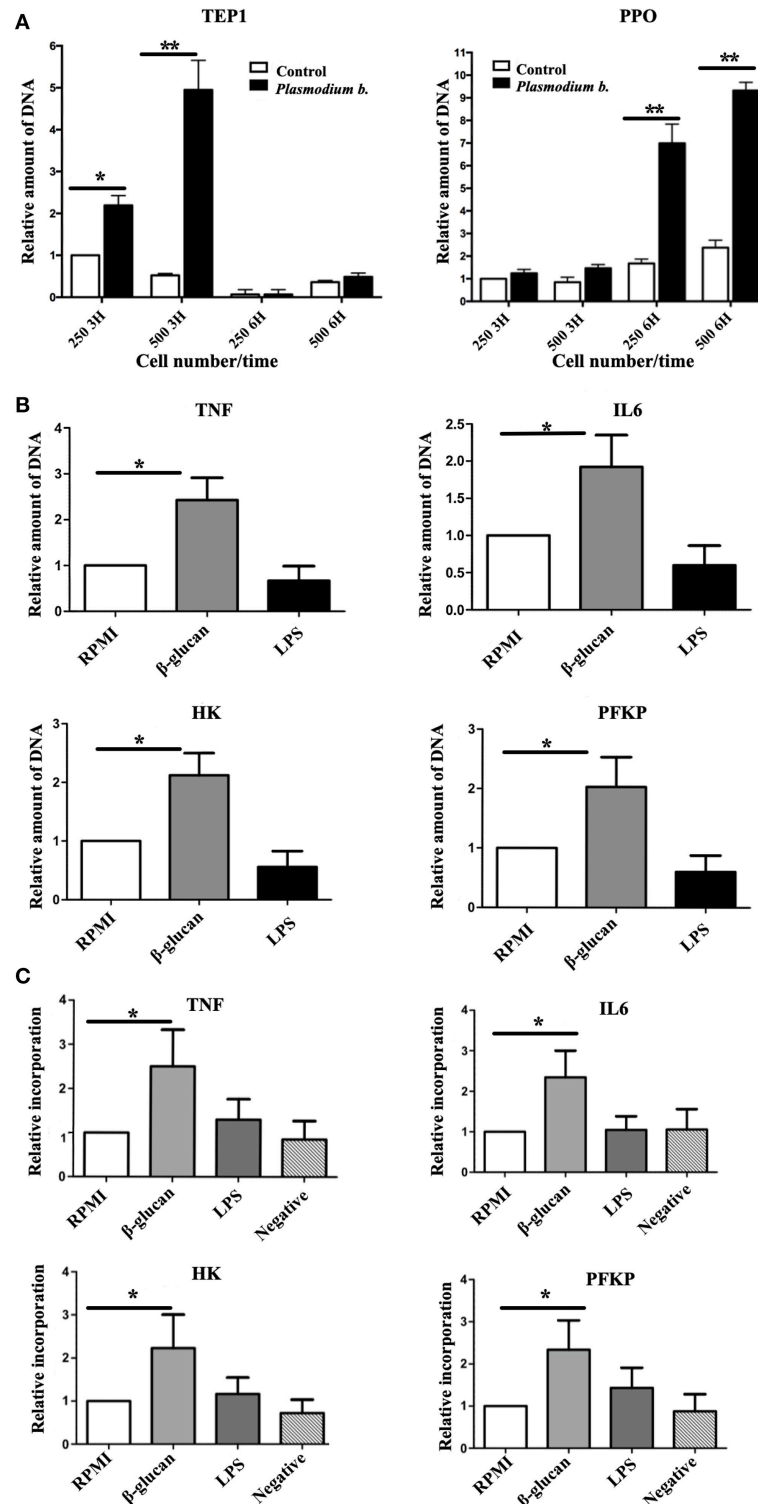 A
TEP1
PPO
Relative amount of DNA
6
5
4
3
2
1
0
**
*
Control
Plasmodium b.
250 3H
500 3H
250 6H
500 6H
Cell number/time
Relative amount of DNA
11
10
9
8
7
6
5
4
3
2
1
0
Control
Plasmodium b.
**
**
250 3H
500 3H
250 6H
500 6H
Cell number/time
B
TNF
Relative amount of DNA
4
3
2
1
0
*
RPMI
β-glucan
LPS
IL6
Relative amount of DNA
2.5
2.0
1.5
1.0
0.5
0.0
*
RPMI
β-glucan
LPS
HK
Relative amount of DNA
3
2
1
0
*
RPMI
β-glucan
LPS
PFKP
Relative amount of DNA
3
2
1
0
*
RPMI
β-glucan
LPS
C
TNF
Relative incorporation
4
3
2
1
0
*
RPMI
β-glucan
LPS
Negative
IL6
Relative incorporation
4
3
2
1
0
*
RPMI
β-glucan
LPS
Negative
HK
Relative incorporation
4
3
2
1
0
*
RPMI
β-glucan
LPS
Negative
PFKP
Relative incorporation
4
3
2
1
0
*
RPMI
β-glucan
LPS
Negative